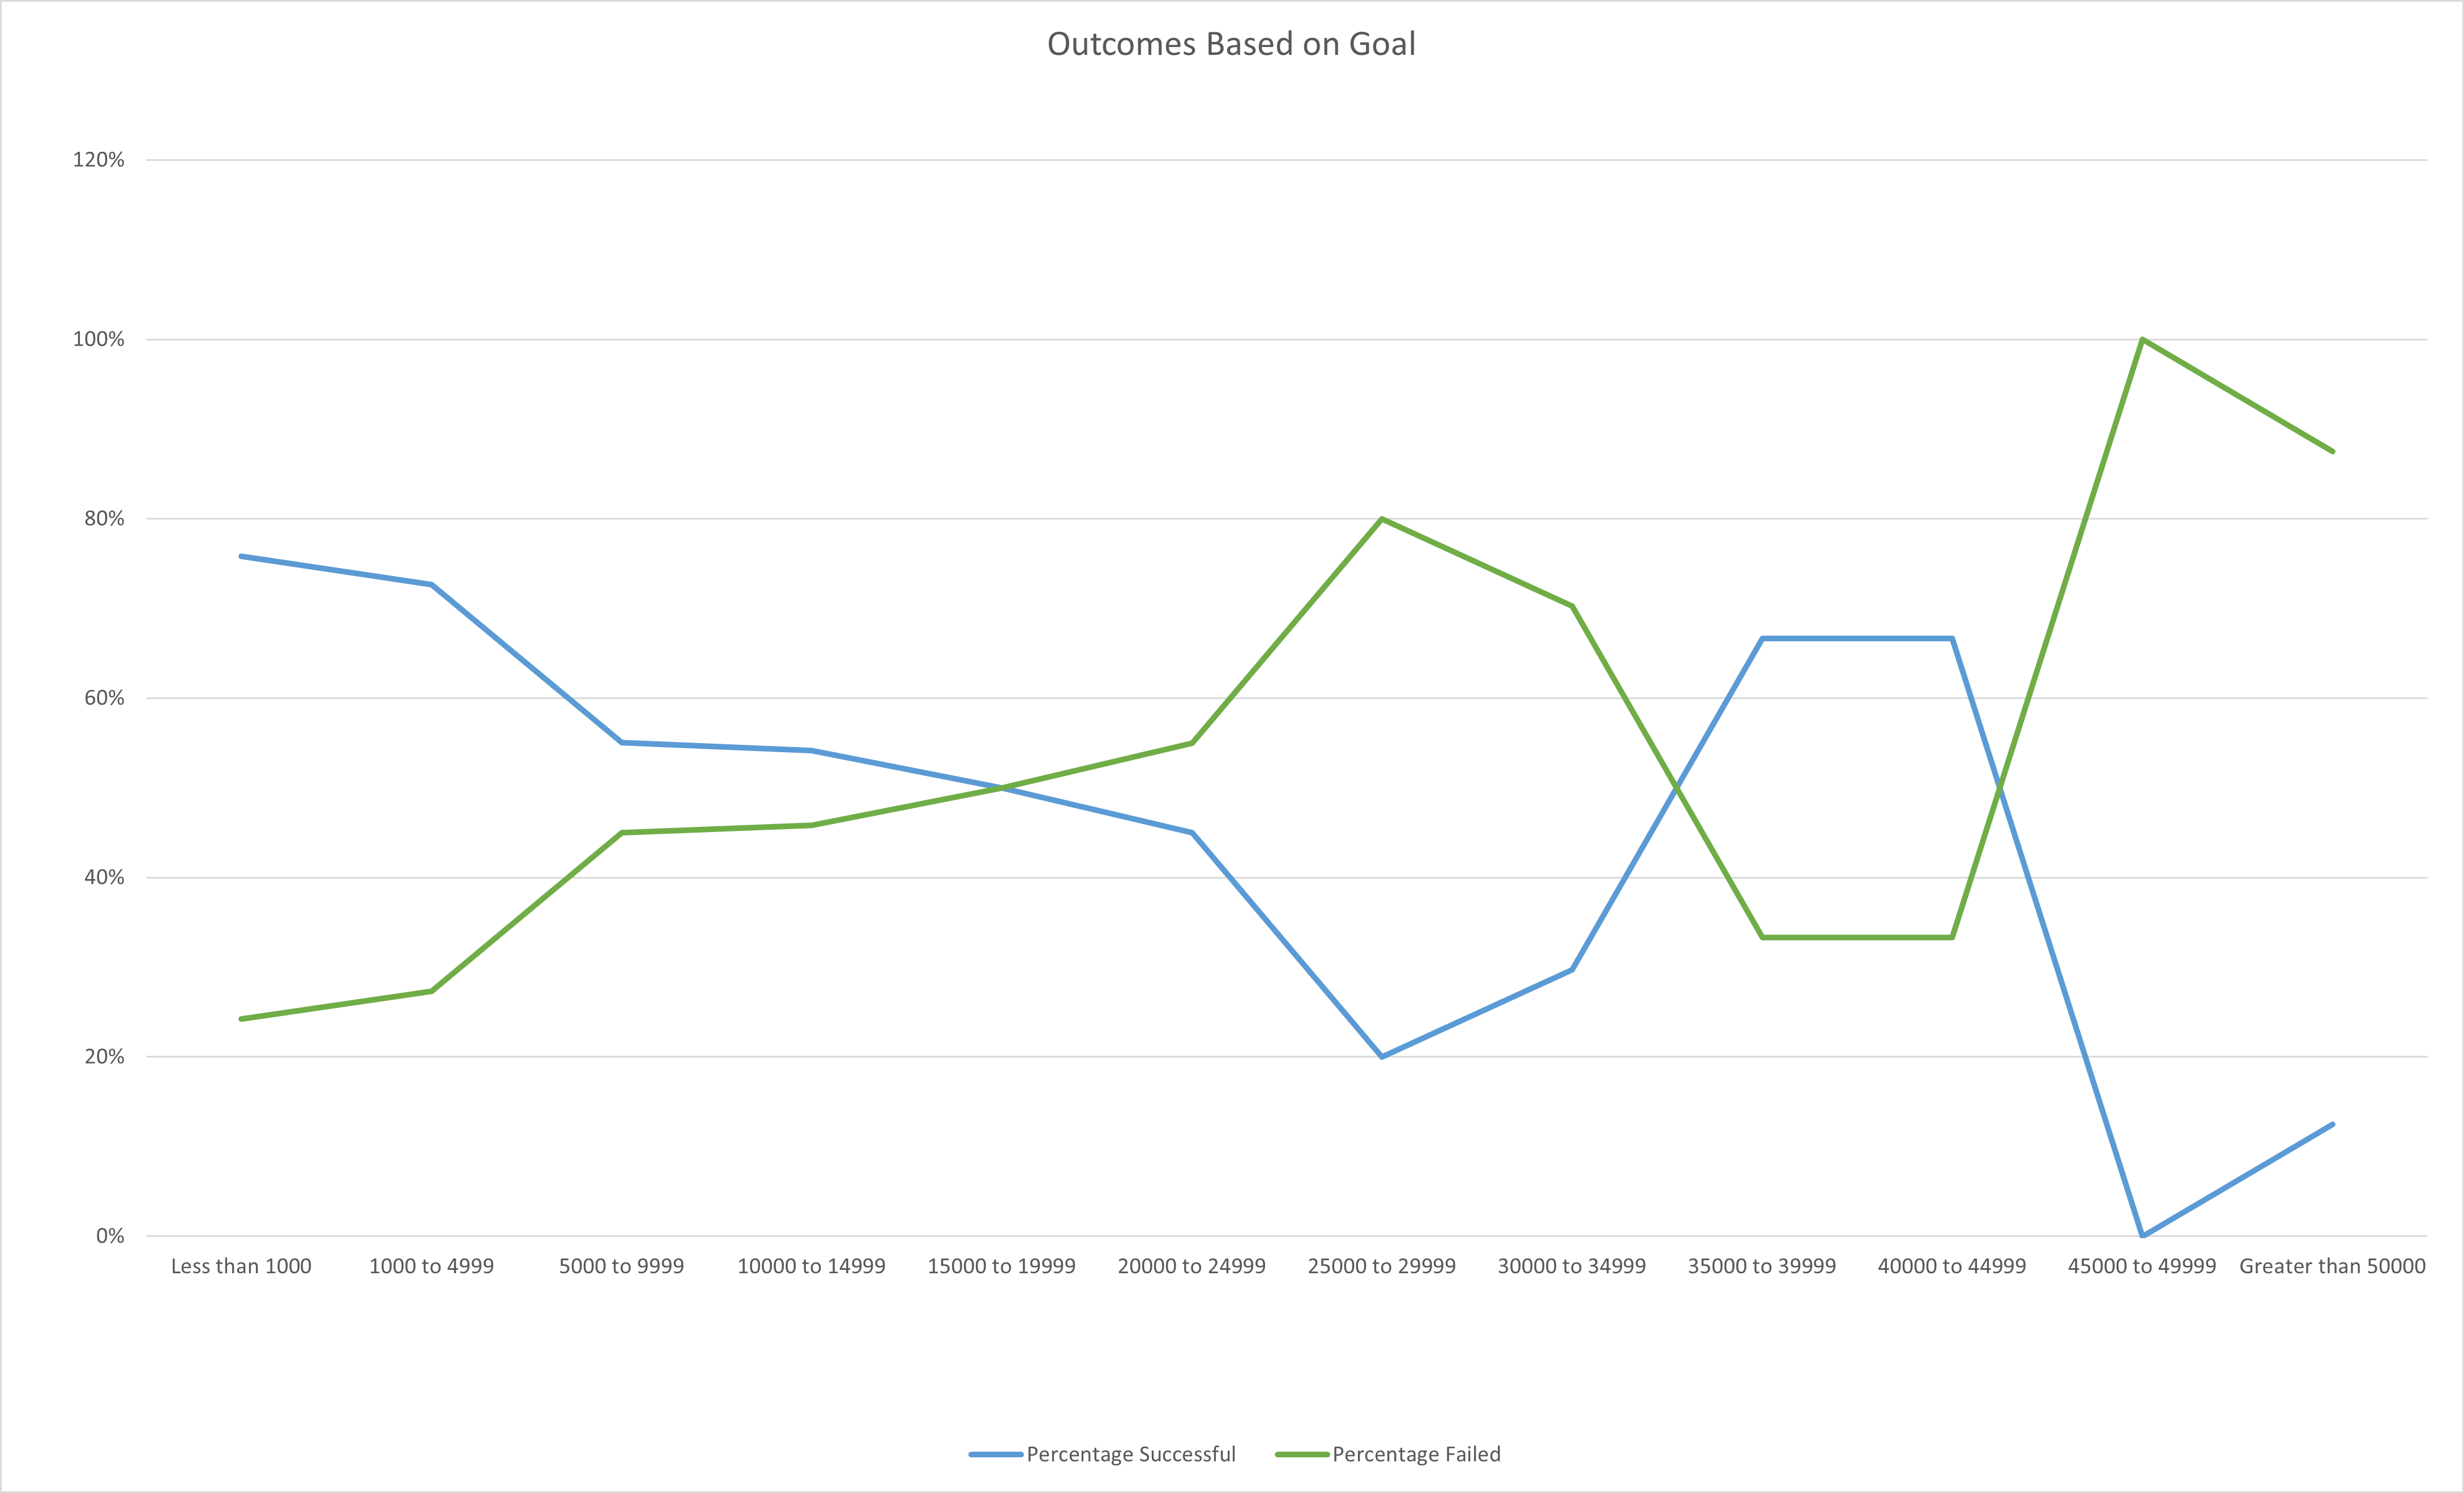 Outcomes Based on Goal
120%
100%
80%
60%
40%
20%
0%
Less than 1000 1000 to 4999 5000 to 9999 10000 to 14999 15000 to 19999 20000 to 24999 25000 to 29999 30000 to 34999 35000 to 39999 40000 to 44999 45000 to 49999 Greater than 50000
Percentage Successful Percentage Failed